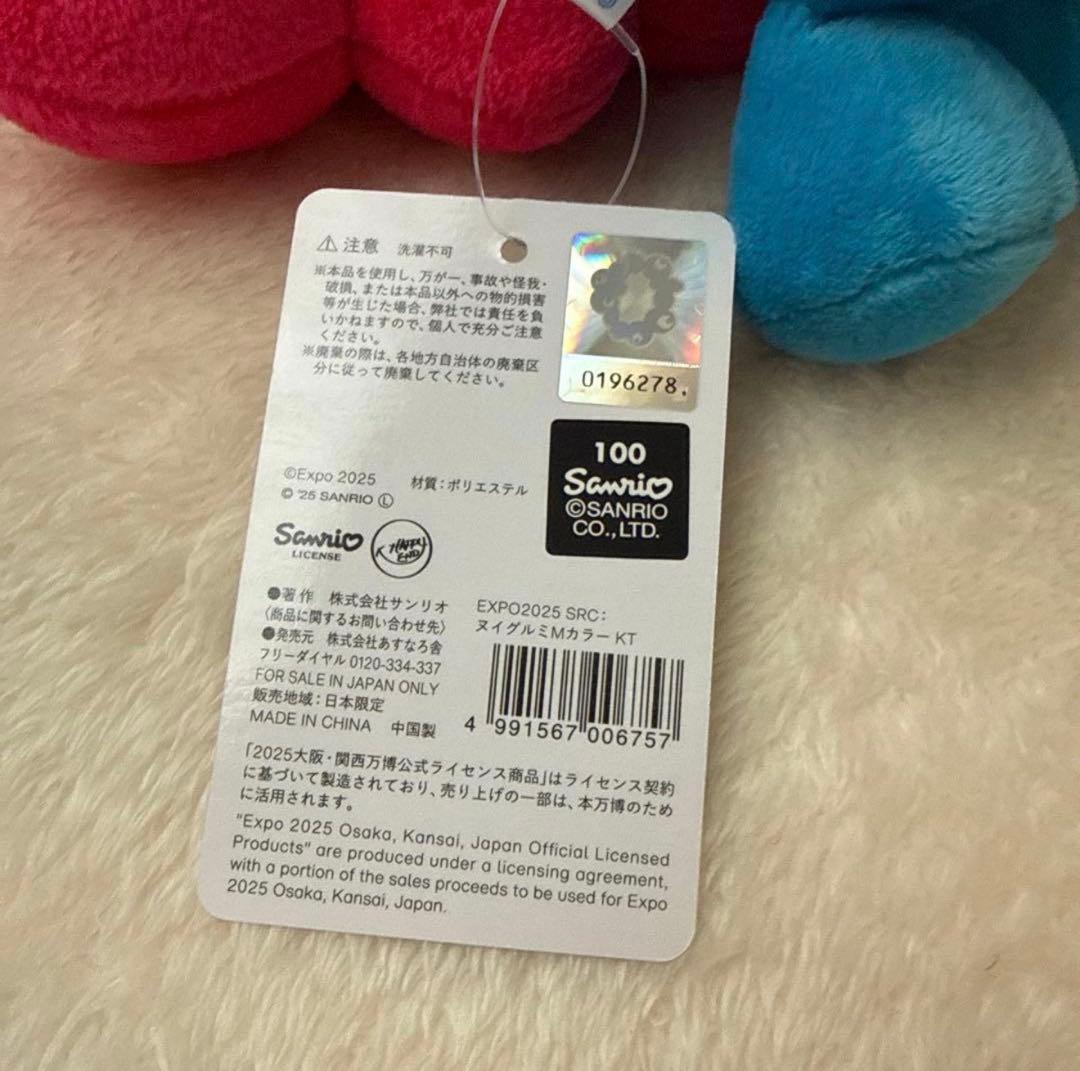 ⚠ 注意 洗濯不可
※本品を使用し、万が一、事故や怪我・
破損、または本品以外への物的損害
等が生じた場合、弊社では責任を負
いかねますので、個人で充分ご注意
ください。
※廃棄の際は、各地方自治体の廃棄区
分に従って廃棄してください。
0196278.
100
Sanrio
©SANRIO
CO.,LTD.
©Expo 2025
© '25 SANRIO Ⓛ
材質：ポリエステル
Sanrio
LICENSE
HAPPY
END
●著作 株式会社サンリオ
〈商品に関するお問い合わせ先〉
●発売元 株式会社あすなろ舎
フリーダイヤル 0120-334-337
FOR SALE IN JAPAN ONLY
販売地域：日本限定
MADE IN CHINA 中国製
EXPO2025 SRC：
ヌイグルミMカラー KT
4 991567 006757
「2025大阪・関西万博公式ライセンス商品」はライセンス契約
に基づいて製造されており、売り上げの一部は、本万博のため
に活用されます。
"Expo 2025 Osaka, Kansai, Japan Official Licensed
Products" are produced under a licensing agreement,
with a portion of the sales proceeds to be used for Expo
2025 Osaka, Kansai, Japan.